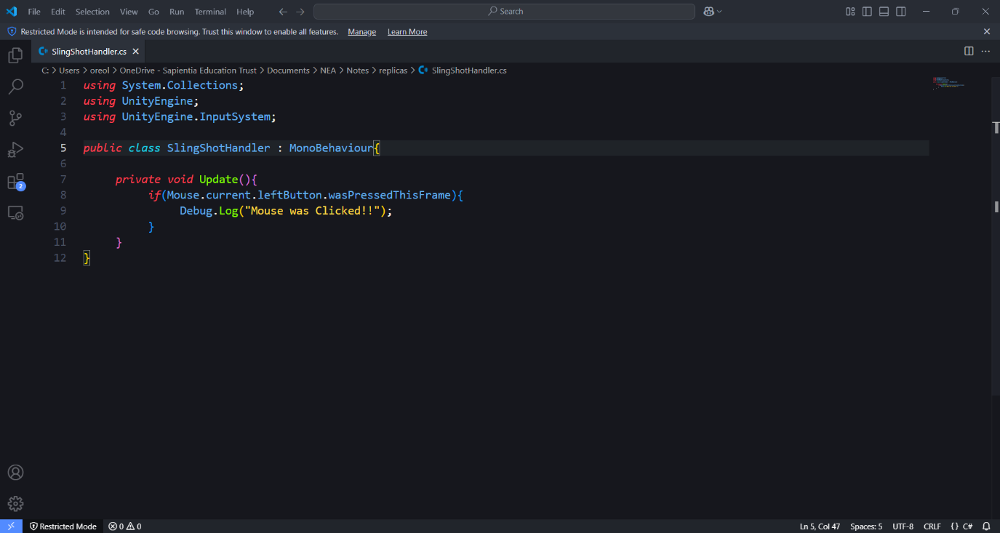 File Edit Selection View Go Run Terminal Help Search
Restricted Mode is intended for safe code browsing. Trust this window to enable all features. Manage Learn More
SlingShotHandler.cs
C: > Users > oreol > OneDrive - Sapientia Education Trust > Documents > NEA > Notes > replicas > SlingShotHandler.cs
1 using System.Collections;
2 using UnityEngine;
3 using UnityEngine.InputSystem;
4
5 public class SlingShotHandler : MonoBehaviour{
6
7 private void Update(){
8 if(Mouse.current.leftButton.wasPressedThisFrame){
9 Debug.Log("Mouse was Clicked!!");
10 }
11 }
12 }
2
Restricted Mode 0 0 Ln 5, Col 47 Spaces: 5 UTF-8 CRLF {} C#